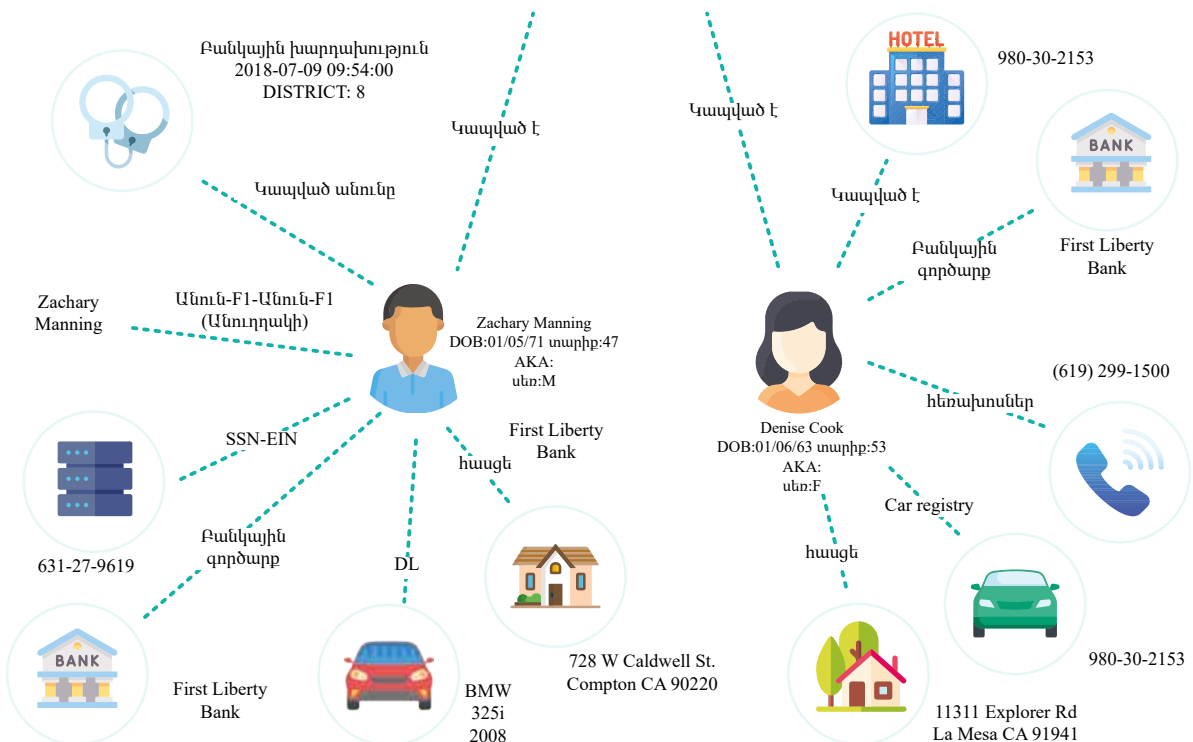 Բանկային խարդախություն
2018-07-09 09:54:00
DISTRICT: 8
Կապված է
Կապված անունը
Zachary
Manning
Անուն-F1-Անուն-F1
(Անուղղակի)
Zachary Manning
DOB:01/05/71 տարիք:47
AKA:
սեռ:M
SSN-EIN
631-27-9619
Բանկային
գործարք
BANK
First Liberty
Bank
DL
BMW
325i
2008
հասցե
First Liberty
Bank
728 W Caldwell St.
Compton CA 90220
Կապված է
HOTEL
980-30-2153
Կապված է
BANK
Բանկային
գործարք
First Liberty
Bank
Denise Cook
DOB:01/06/63 տարիք:53
AKA:
սեռ:F
(619) 299-1500
հեռախոսներ
Car registry
980-30-2153
հասցե
11311 Explorer Rd
La Mesa CA 91941